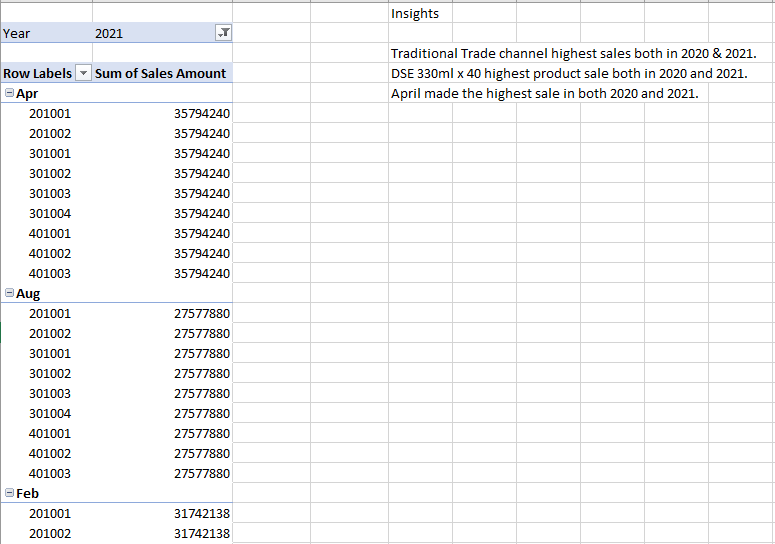 Insights
Year 2021
Traditional Trade channel highest sales both in 2020 & 2021.
Row Labels Sum of Sales Amount DSE 330ml x 40 highest product sale both in 2020 and 2021.
Apr April made the highest sale in both 2020 and 2021.
201001 35794240
201002 35794240
301001 35794240
301002 35794240
301003 35794240
301004 35794240
401001 35794240
401002 35794240
401003 35794240
Aug
201001 27577880
201002 27577880
301001 27577880
301002 27577880
301003 27577880
301004 27577880
401001 27577880
401002 27577880
401003 27577880
Feb
201001 31742138
201002 31742138